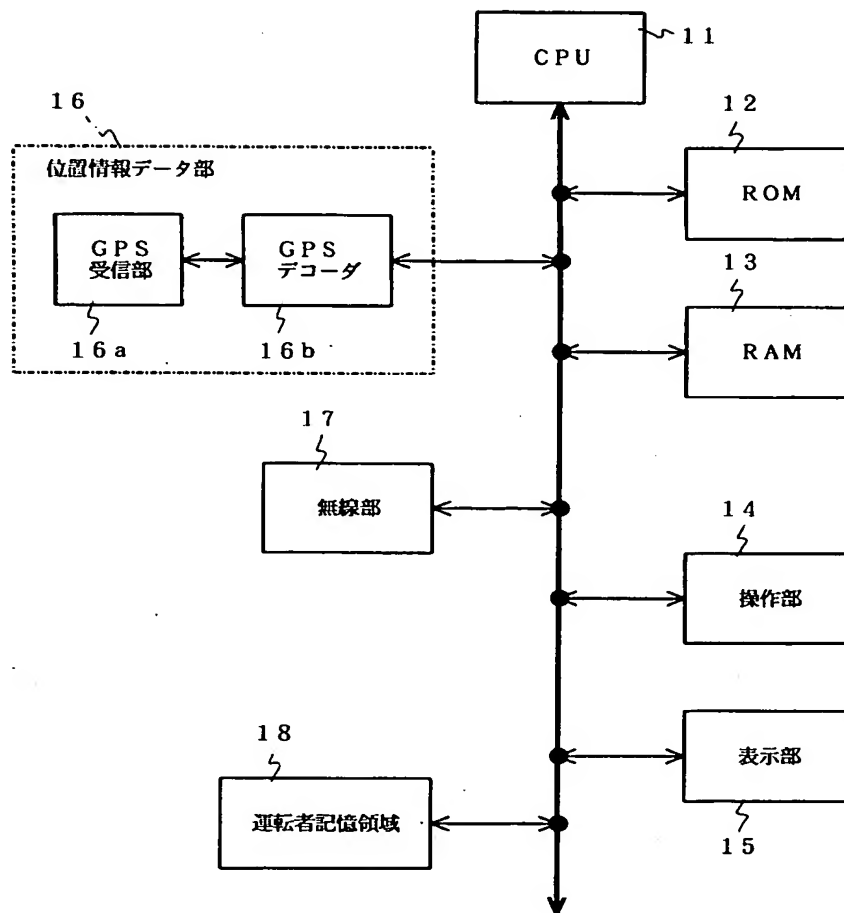 11
CPU
16
12
位置情報データ部
ROM
GPS
受信部
GPS
デコーダ
13
16a
16b
RAM
17
無線部
14
操作部
18
表示部
運転者記憶領域
15